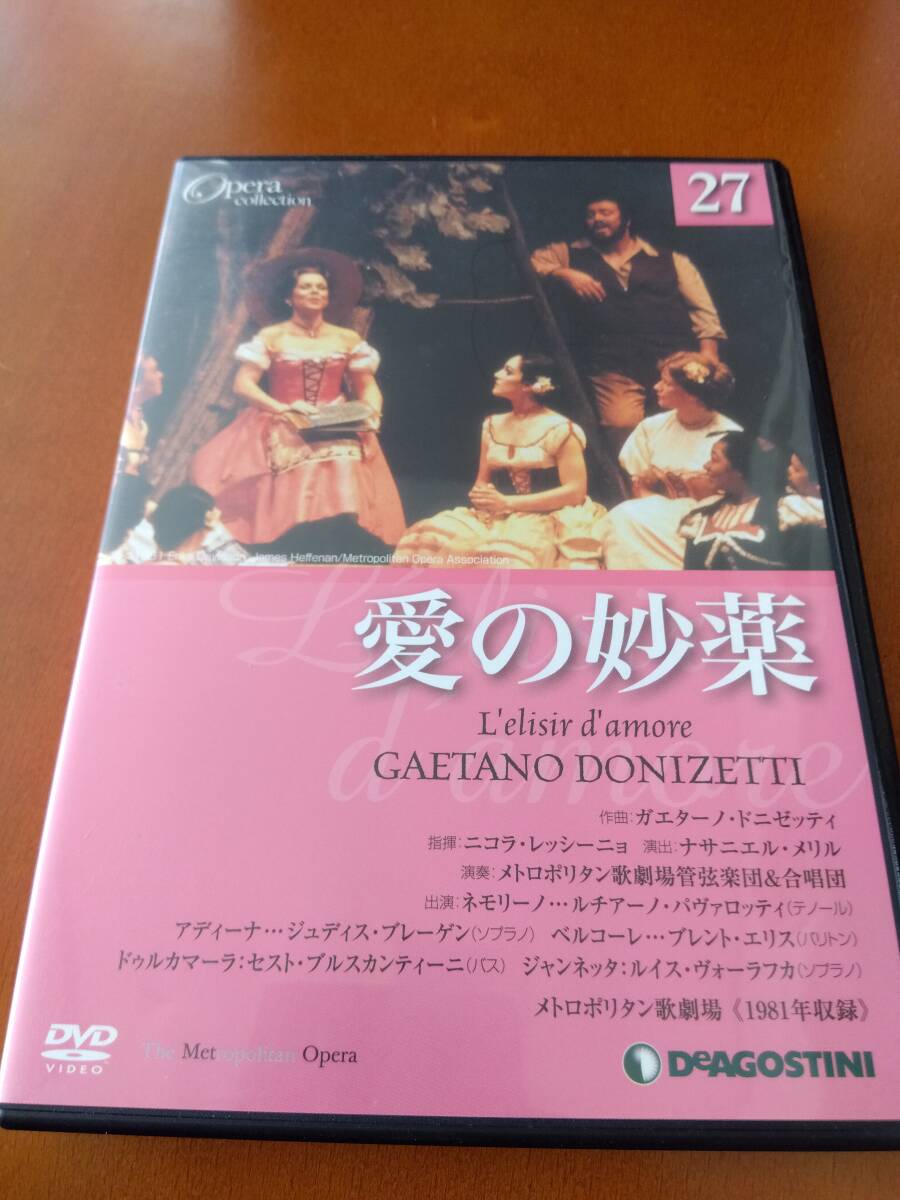 Opera
collection
27
James Heffenan/Metropolitan Opera Association
愛の妙薬
L'elisir d'amore
GAETANO DONIZETTI
作曲:ガエターノ・ドニゼッティ
指揮:ニコラ・レッシーニョ 演出:ナサニエル・メリル
演奏:メトロポリタン歌劇場管弦楽団&合唱団
出演:ネモリーノ…ルチアーノ・パヴァロッティ(テノール)
アディーナ…ジュディス・ブレーゲン(ソプラノ) ベルコーレ…ブレント・エリス(バリトン)
ドゥルカマーラ:セスト・ブルスカンティーニ(バス) ジャンネッタ:ルイス・ヴォーラフカ(ソプラノ)
メトロポリタン歌劇場《1981年収録》
DVD
VIDEO
The Metropolitan Opera
DeAGOSTINI